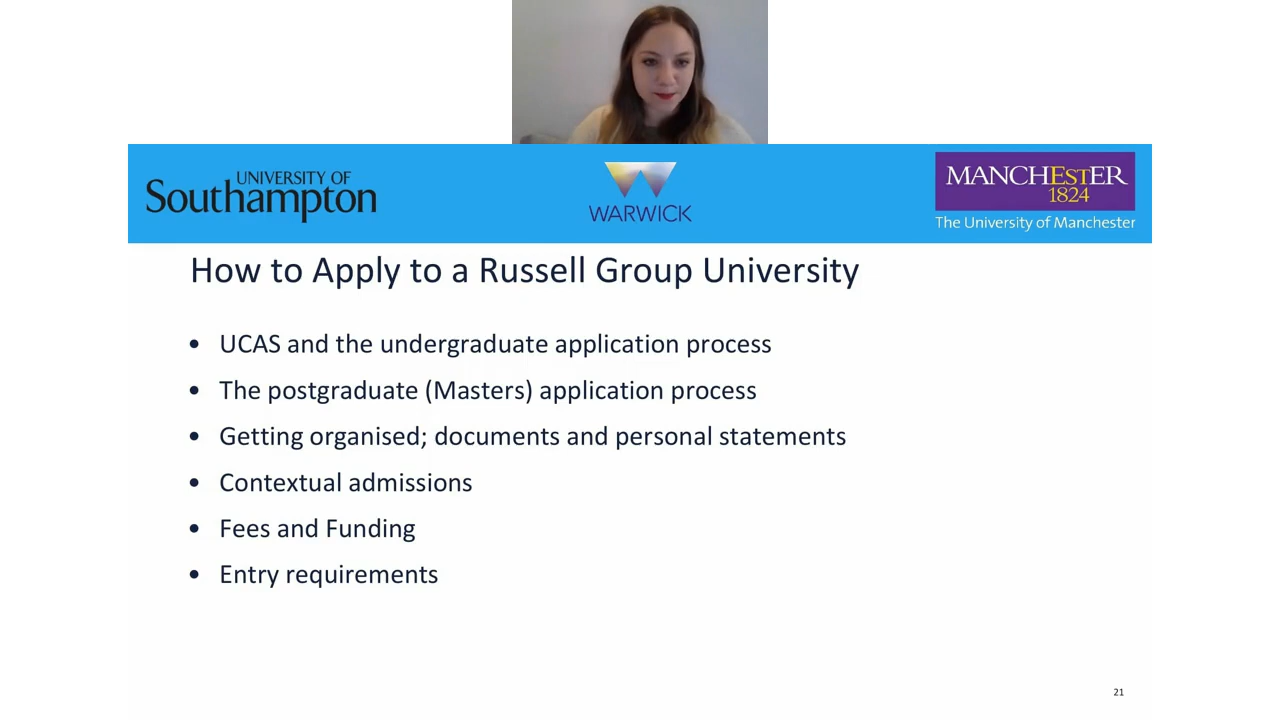 UNIVERSITY OF
Southampton
WARWICK
MANCHESTER
1824
The University of Manchester
How to Apply to a Russell Group University
• UCAS and the undergraduate application process
• The postgraduate (Masters) application process
• Getting organised; documents and personal statements
• Contextual admissions
• Fees and Funding
• Entry requirements
21